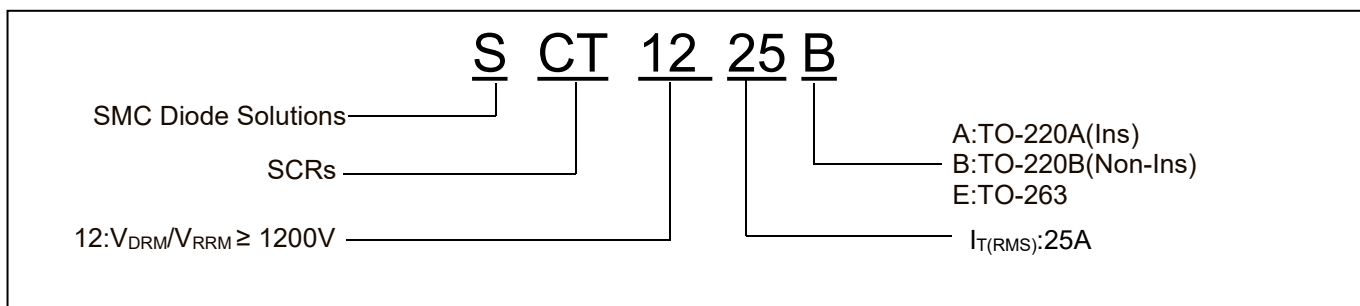 S CT 12 25 B
SMC Diode Solutions
SCRs
12:VDRM/VRRM ≥ 1200V
A:TO-220A(Ins)
B:TO-220B(Non-Ins)
E:TO-263
IT(RMS):25A